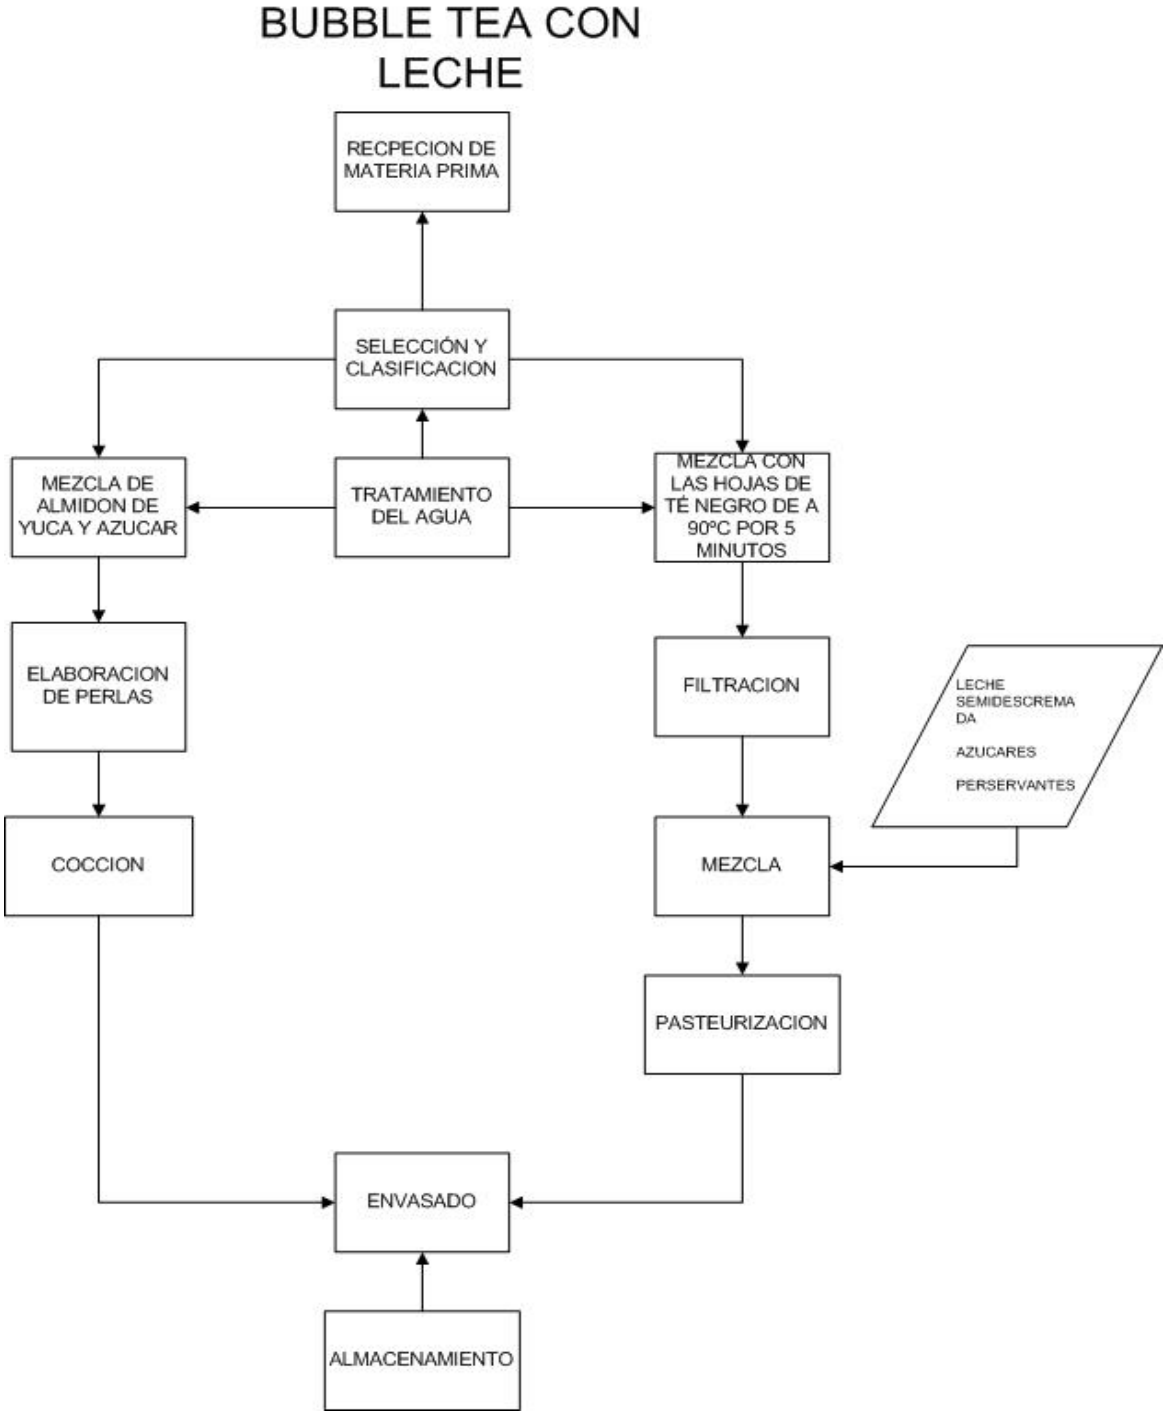 BUBBLE TEA CON
LECHE
RECPECION DE
MATERIA PRIMA
SELECCIÓN Y
CLASIFICACION
MEZCLA DE
ALMIDON DE
YUCA Y AZUCAR
TRATAMIENTO
DEL AGUA
MEZCLA CON
LAS HOJAS DE
TÉ NEGRO DE A
90ºC POR 5
MINUTOS
ELABORACION
DE PERLAS
FILTRACION
LECHE
SEMIDESCREMA
DA
AZUCARES
PERSERVANTES
COCCION
MEZCLA
PASTEURIZACION
ENVASADO
ALMACENAMIENTO